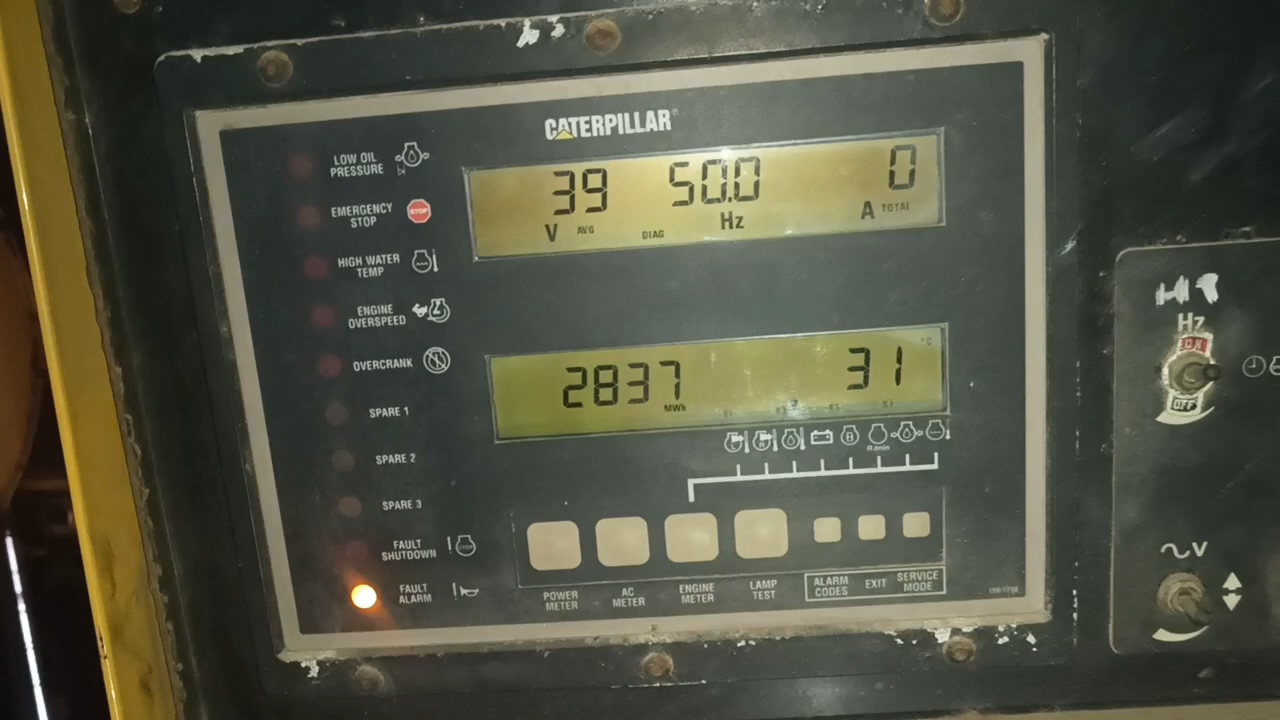 CATERPILLAR®
LOW OIL
PRESSURE
EMERGENCY
STOP
STOP
HIGH WATER
TEMP
ENGINE
OVERSPEED
OVERCRANK
SPARE 1
SPARE 2
SPARE 3
FAULT
SHUTDOWN
FAULT
ALARM
39 50.0 0
V AVG DIAG Hz A TOTAL
2837 31 °C
MWh
R/min
POWER
METER
AC
METER
ENGINE
METER
LAMP
TEST
ALARM
CODES
EXIT
SERVICE
MODE
Hz
ON
OFF
V